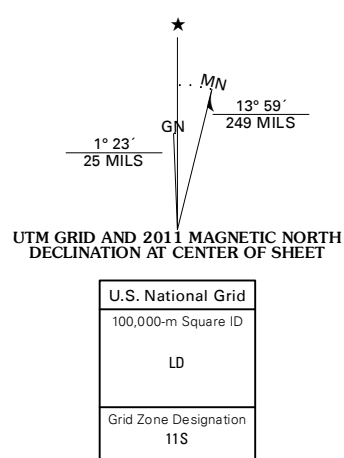 ★
MN
GN
13° 59´
249 MILS
1° 23´
25 MILS
UTM GRID AND 2011 MAGNETIC NORTH
DECLINATION AT CENTER OF SHEET
U.S. National Grid
100,000-m Square ID
LD
Grid Zone Designation
11S